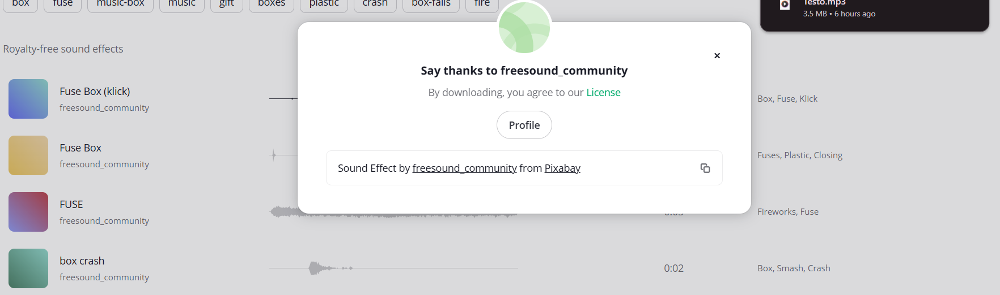 box fuse music-box music gift boxes plastic crash box-falls fire
Testo.mp3
3.5 MB • 6 hours ago
Royalty-free sound effects
Say thanks to freesound_community
By downloading, you agree to our License
Profile
Sound Effect by freesound_community from Pixabay
Fuse Box (klick)
freesound_community
Box, Fuse, Klick
Fuse Box
freesound_community
Fuses, Plastic, Closing
FUSE
freesound_community
Fireworks, Fuse
box crash
freesound_community
0:02
Box, Smash, Crash